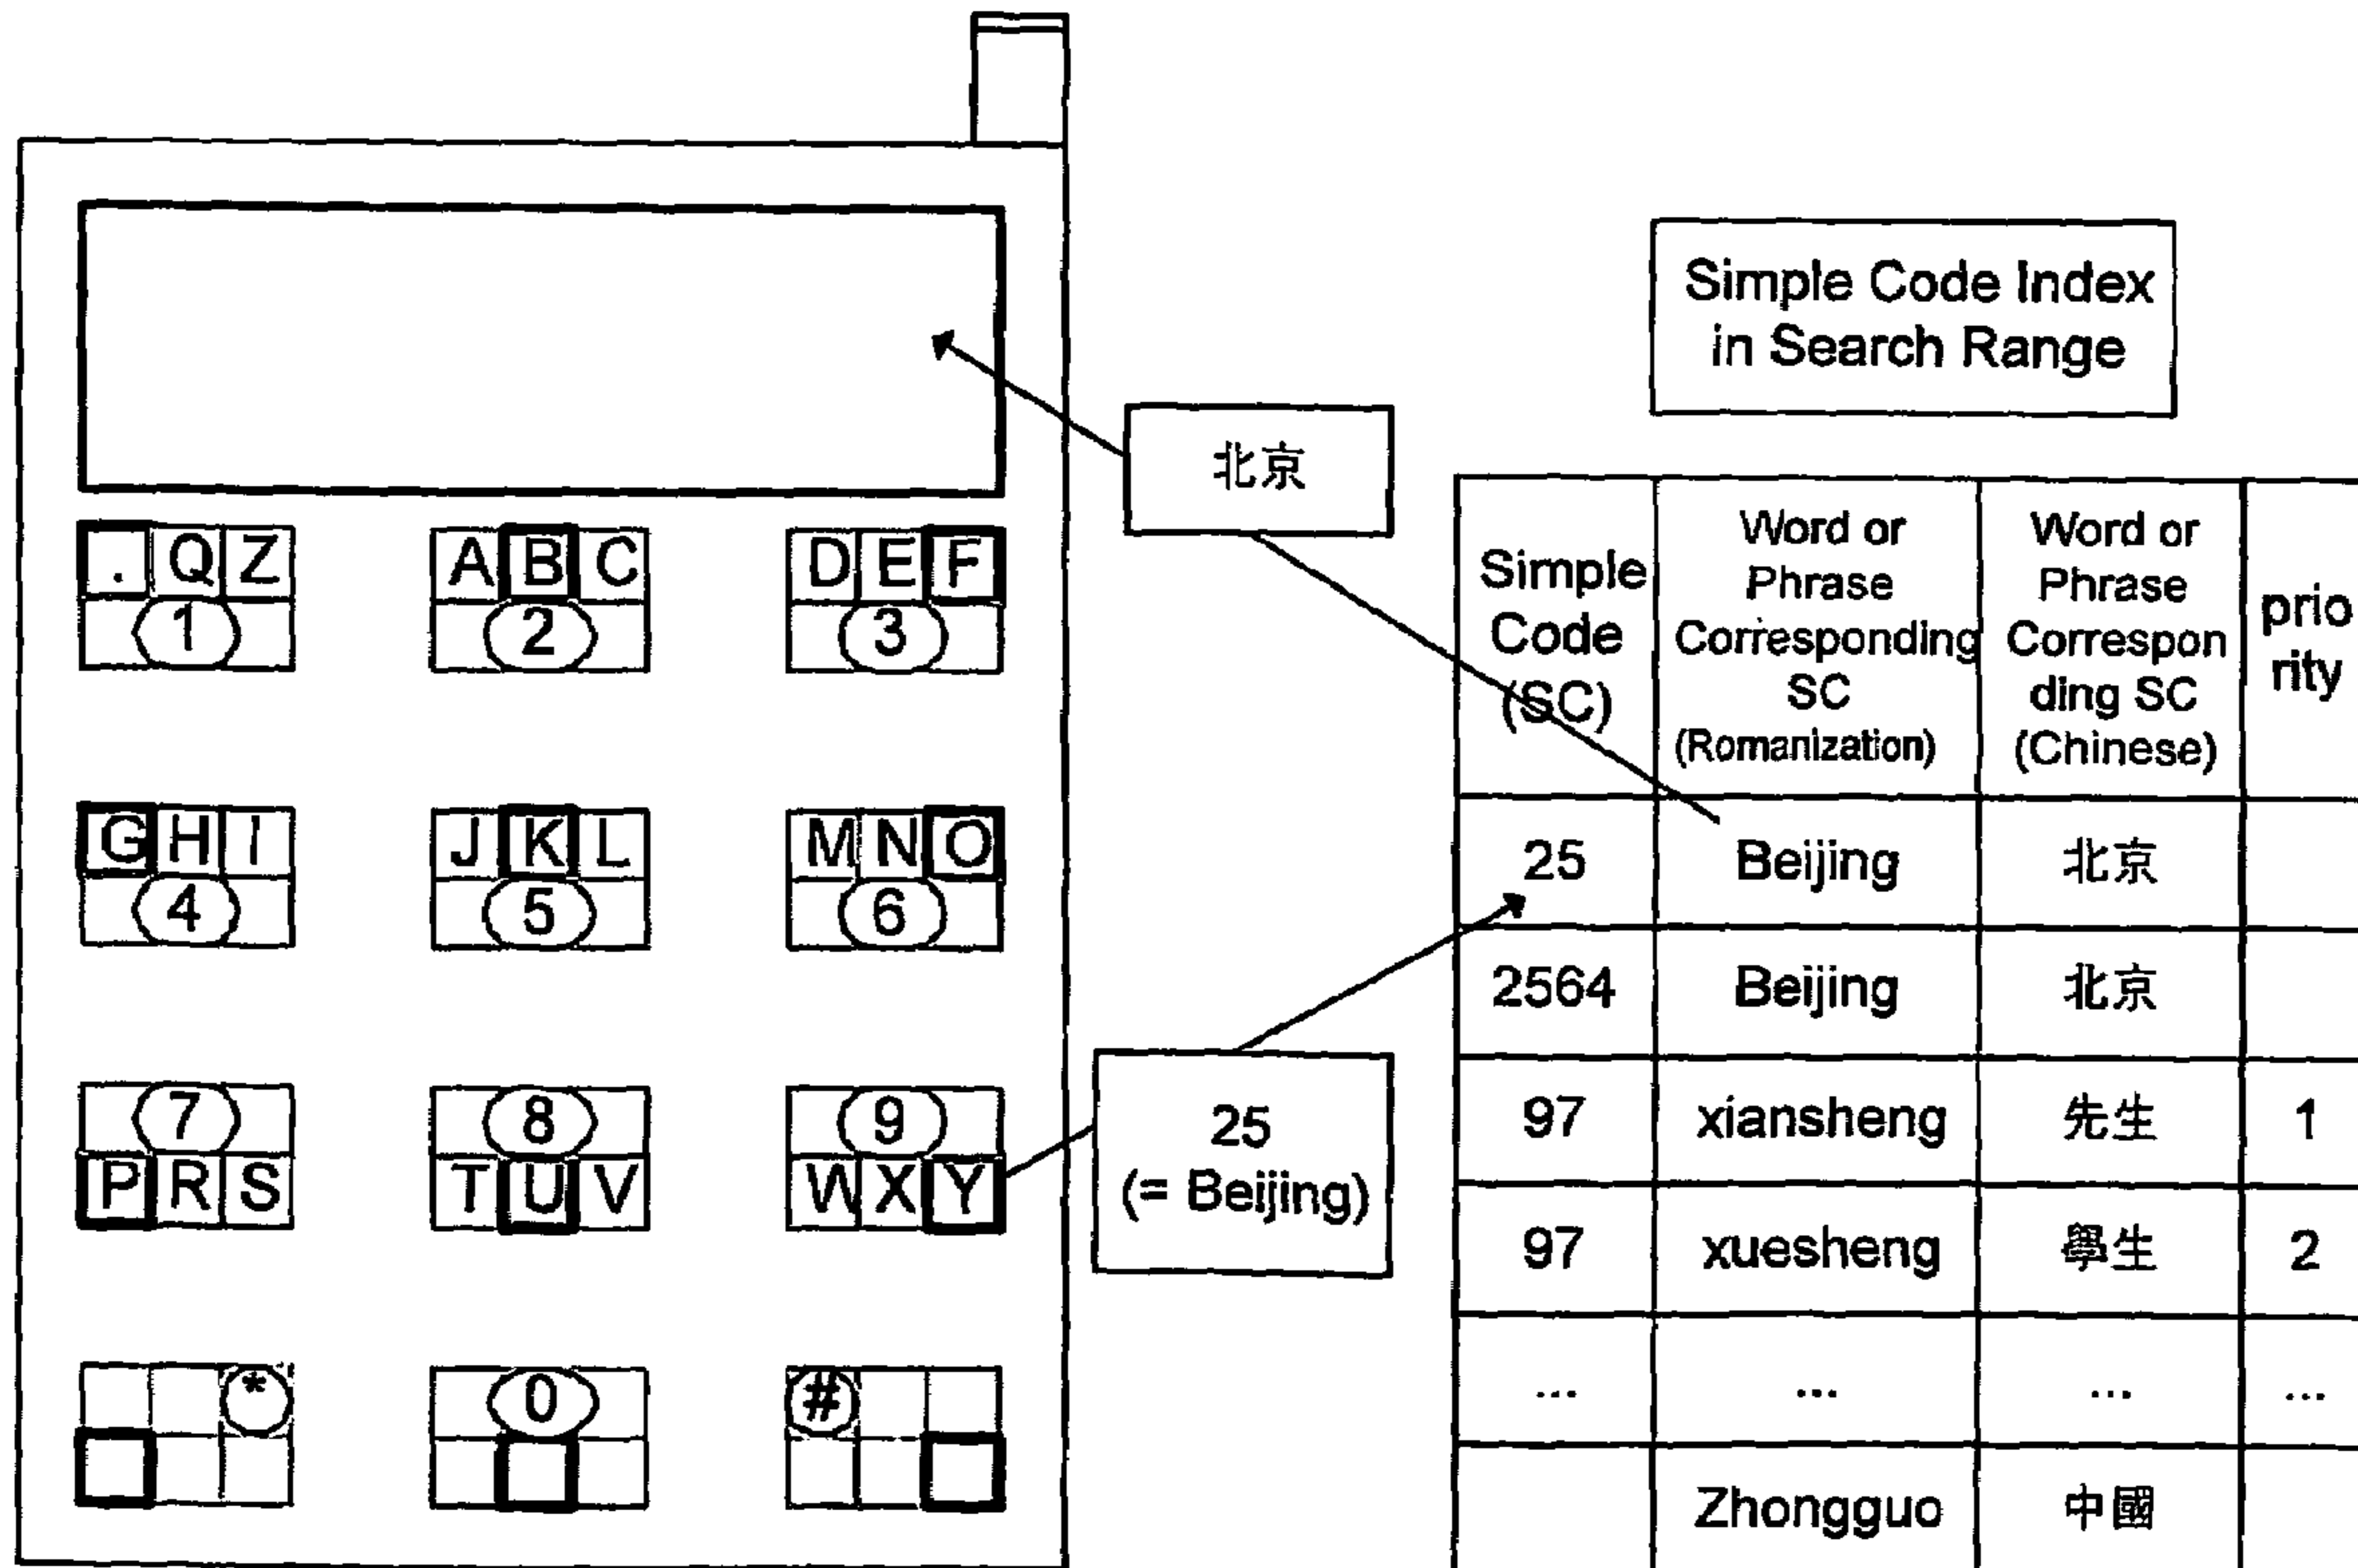 Simple Code Index
in Search Range
北京
. Q Z
1
A B C
2
D E F
3
G H I
4
J K L
5
M N O
6
7
P R S
8
T U V
9
W X Y
*
0
#
25
(= Beijing)
Simple
Code
(SC)
Word or
Phrase
Corresponding
SC
(Romanization)
Word or
Phrase
Correspon
ding SC
(Chinese)
prio
rity
25 Beijing 北京
2564 Beijing 北京
97 xiansheng 先生 1
97 xuesheng 學生 2
... ... ... ...
Zhongguo 中國